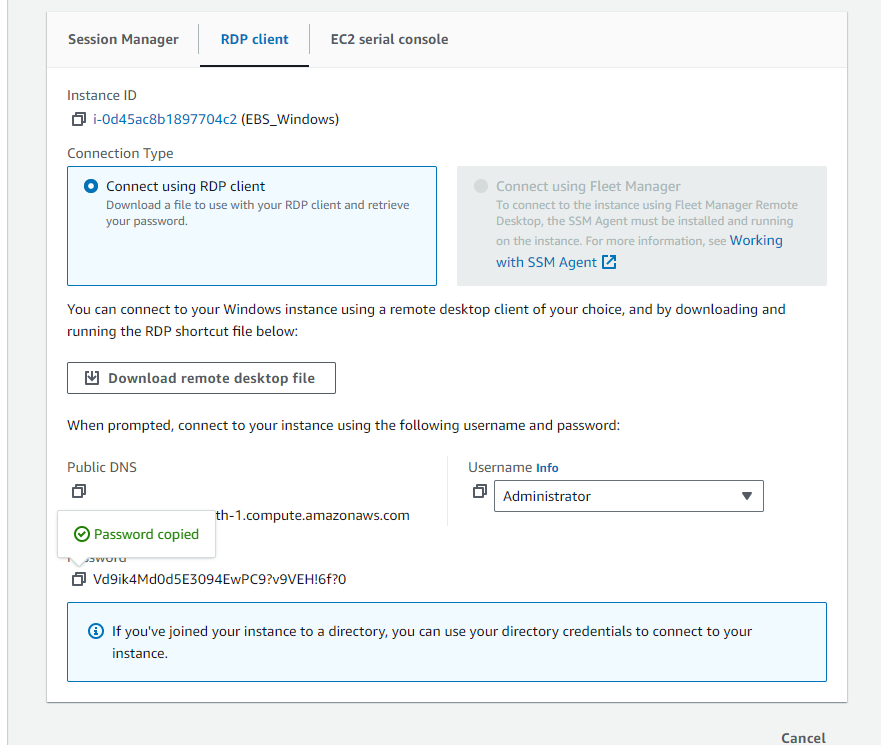 Session Manager
RDP client
EC2 serial console
Instance ID
i-0d45ac8b1897704c2 (EBS_Windows)
Connection Type
Connect using RDP client
Download a file to use with your RDP client and retrieve
your password.
Connect using Fleet Manager
To connect to the instance using Fleet Manager Remote
Desktop, the SSM Agent must be installed and running
on the instance. For more information, see Working
with SSM Agent
You can connect to your Windows instance using a remote desktop client of your choice, and by downloading and
running the RDP shortcut file below:
Download remote desktop file
When prompted, connect to your instance using the following username and password:
Public DNS
th-1.compute.amazonaws.com
Username Info
Administrator
Password copied
Password
Vd9ik4Md0d5E3094EwPC9?v9VEH!6f?0
If you've joined your instance to a directory, you can use your directory credentials to connect to your
instance.
Cancel